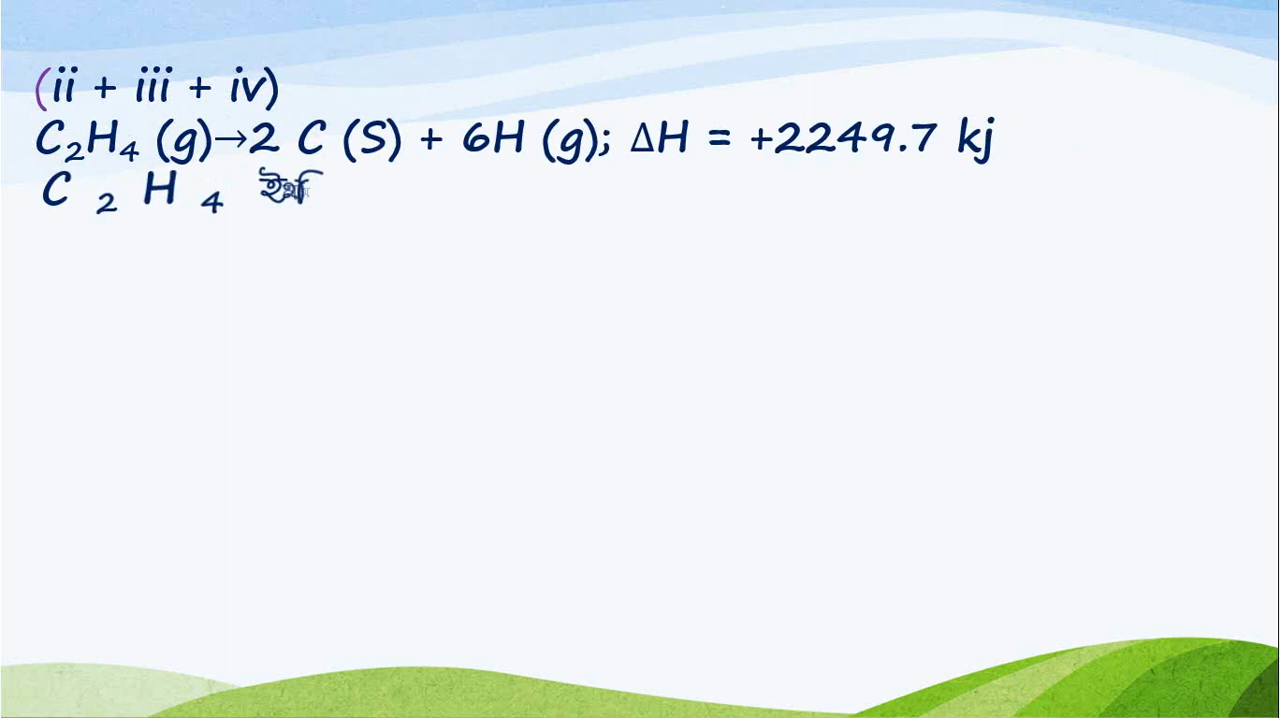 (ii + iii + iv)
C₂H₄ (g)→2 C (S) + 6H (g); ΔH = +2249.7 kj
C ₂ H ₄